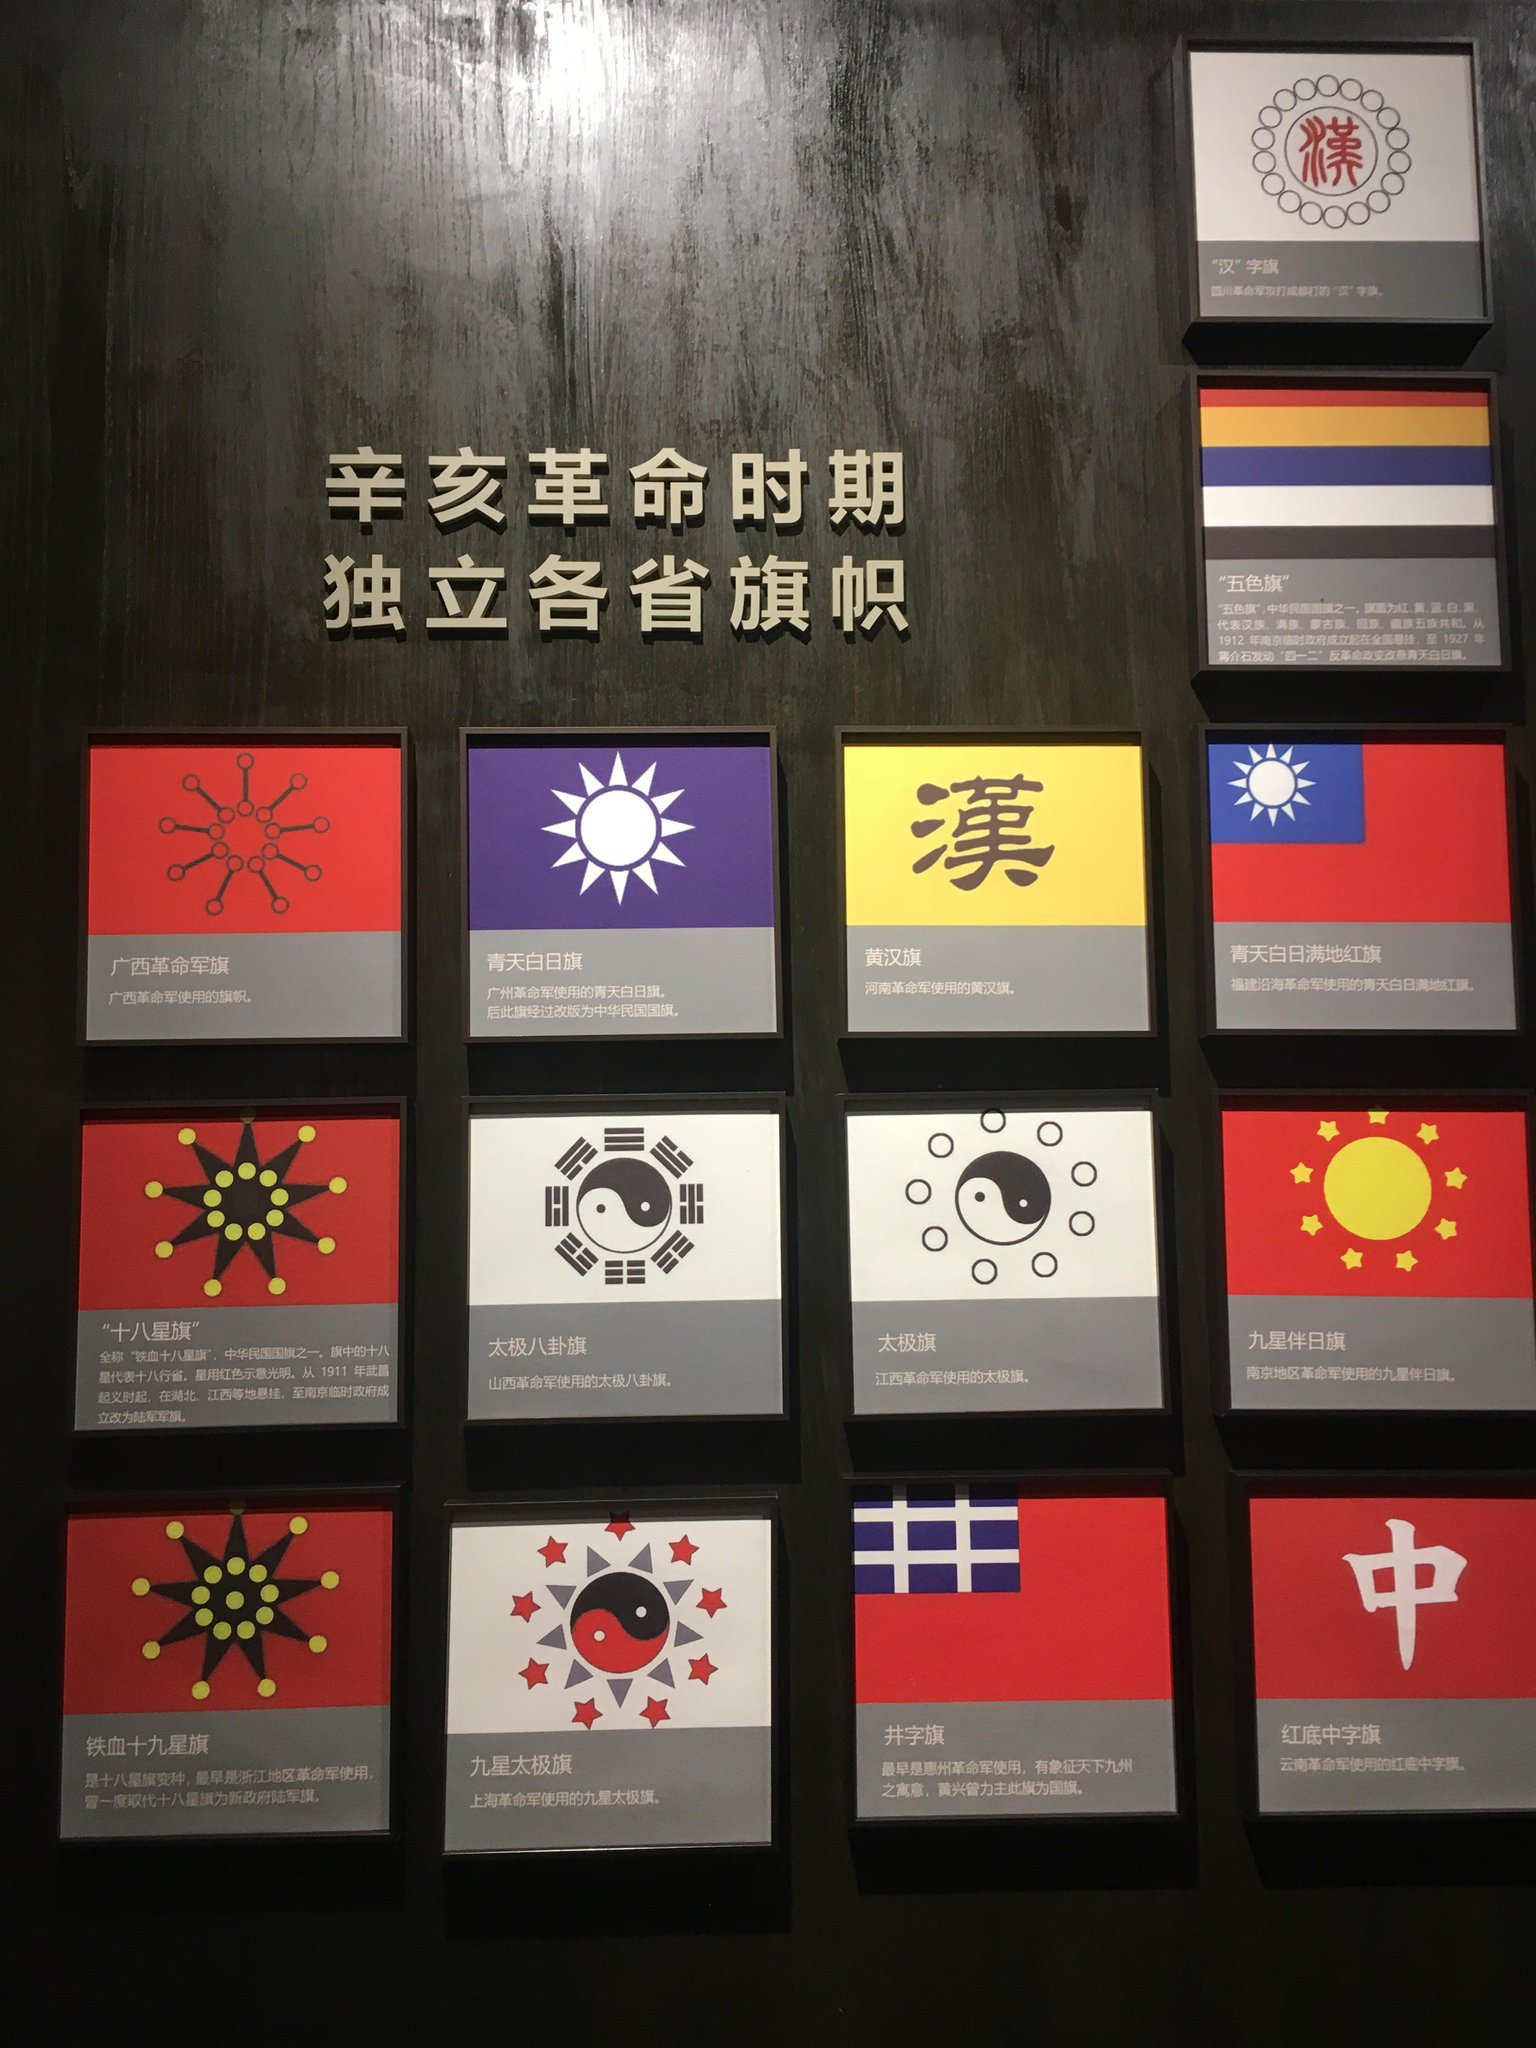 漢
“汉”字旗
四川革命军攻打成都打的“汉”字旗。
辛亥革命时期
独立各省旗帜
“五色旗”
“五色旗”，中华民国国旗之一。旗面为红、黄、蓝、白、黑，
代表汉族、满族、蒙古族、回族、藏族五族共和。从
1912 年南京临时政府成立起在全国悬挂，至 1927 年
蒋介石发动“四一二”反革命政变改悬青天白日旗。
广西革命军旗
广西革命军使用的旗帜。
青天白日旗
广州革命军使用的青天白日旗。
后此旗经过改版为中华民国国旗。
漢
黄汉旗
河南革命军使用的黄汉旗。
青天白日满地红旗
福建沿海革命军使用的青天白日满地红旗。
“十八星旗”
全称“铁血十八星旗”，中华民国国旗之一。旗中的十八
星代表十八行省。星用红色示意光明。从 1911 年武昌
起义时起，在湖北、江西等地悬挂，至南京临时政府成
立改为陆军军旗。
太极八卦旗
山西革命军使用的太极八卦旗。
太极旗
江西革命军使用的太极旗。
九星伴日旗
南京地区革命军使用的九星伴日旗。
铁血十九星旗
是十八星旗变种，最早是浙江地区革命军使用，
曾一度取代十八星旗为新政府陆军旗。
九星太极旗
上海革命军使用的九星太极旗。
井字旗
最早是惠州革命军使用，有象征天下九州
之寓意，黄兴曾力主此旗为国旗。
中
红底中字旗
云南革命军使用的红底中字旗。